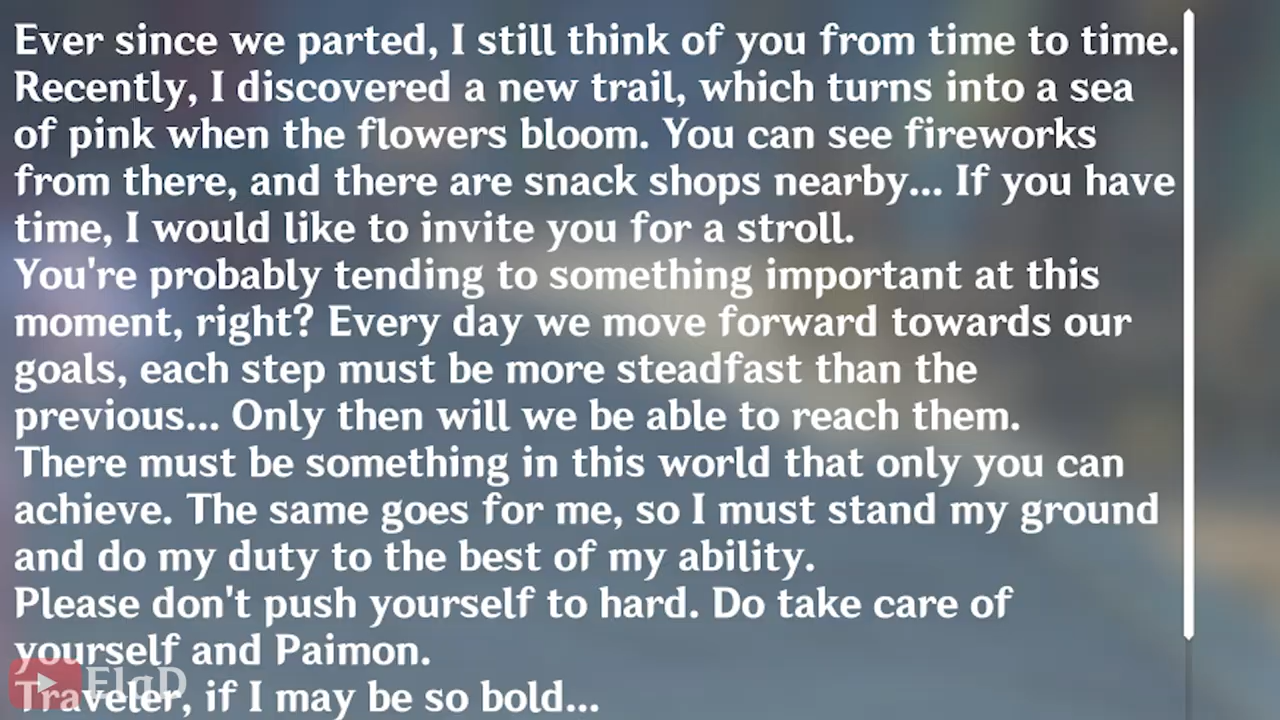 Ever since we parted, I still think of you from time to time.
Recently, I discovered a new trail, which turns into a sea
of pink when the flowers bloom. You can see fireworks
from there, and there are snack shops nearby... If you have
time, I would like to invite you for a stroll.
You're probably tending to something important at this
moment, right? Every day we move forward towards our
goals, each step must be more steadfast than the
previous... Only then will we be able to reach them.
There must be something in this world that only you can
achieve. The same goes for me, so I must stand my ground
and do my duty to the best of my ability.
Please don't push yourself to hard. Do take care of
yourself and Paimon.
ElaD
Traveler, if I may be so bold...